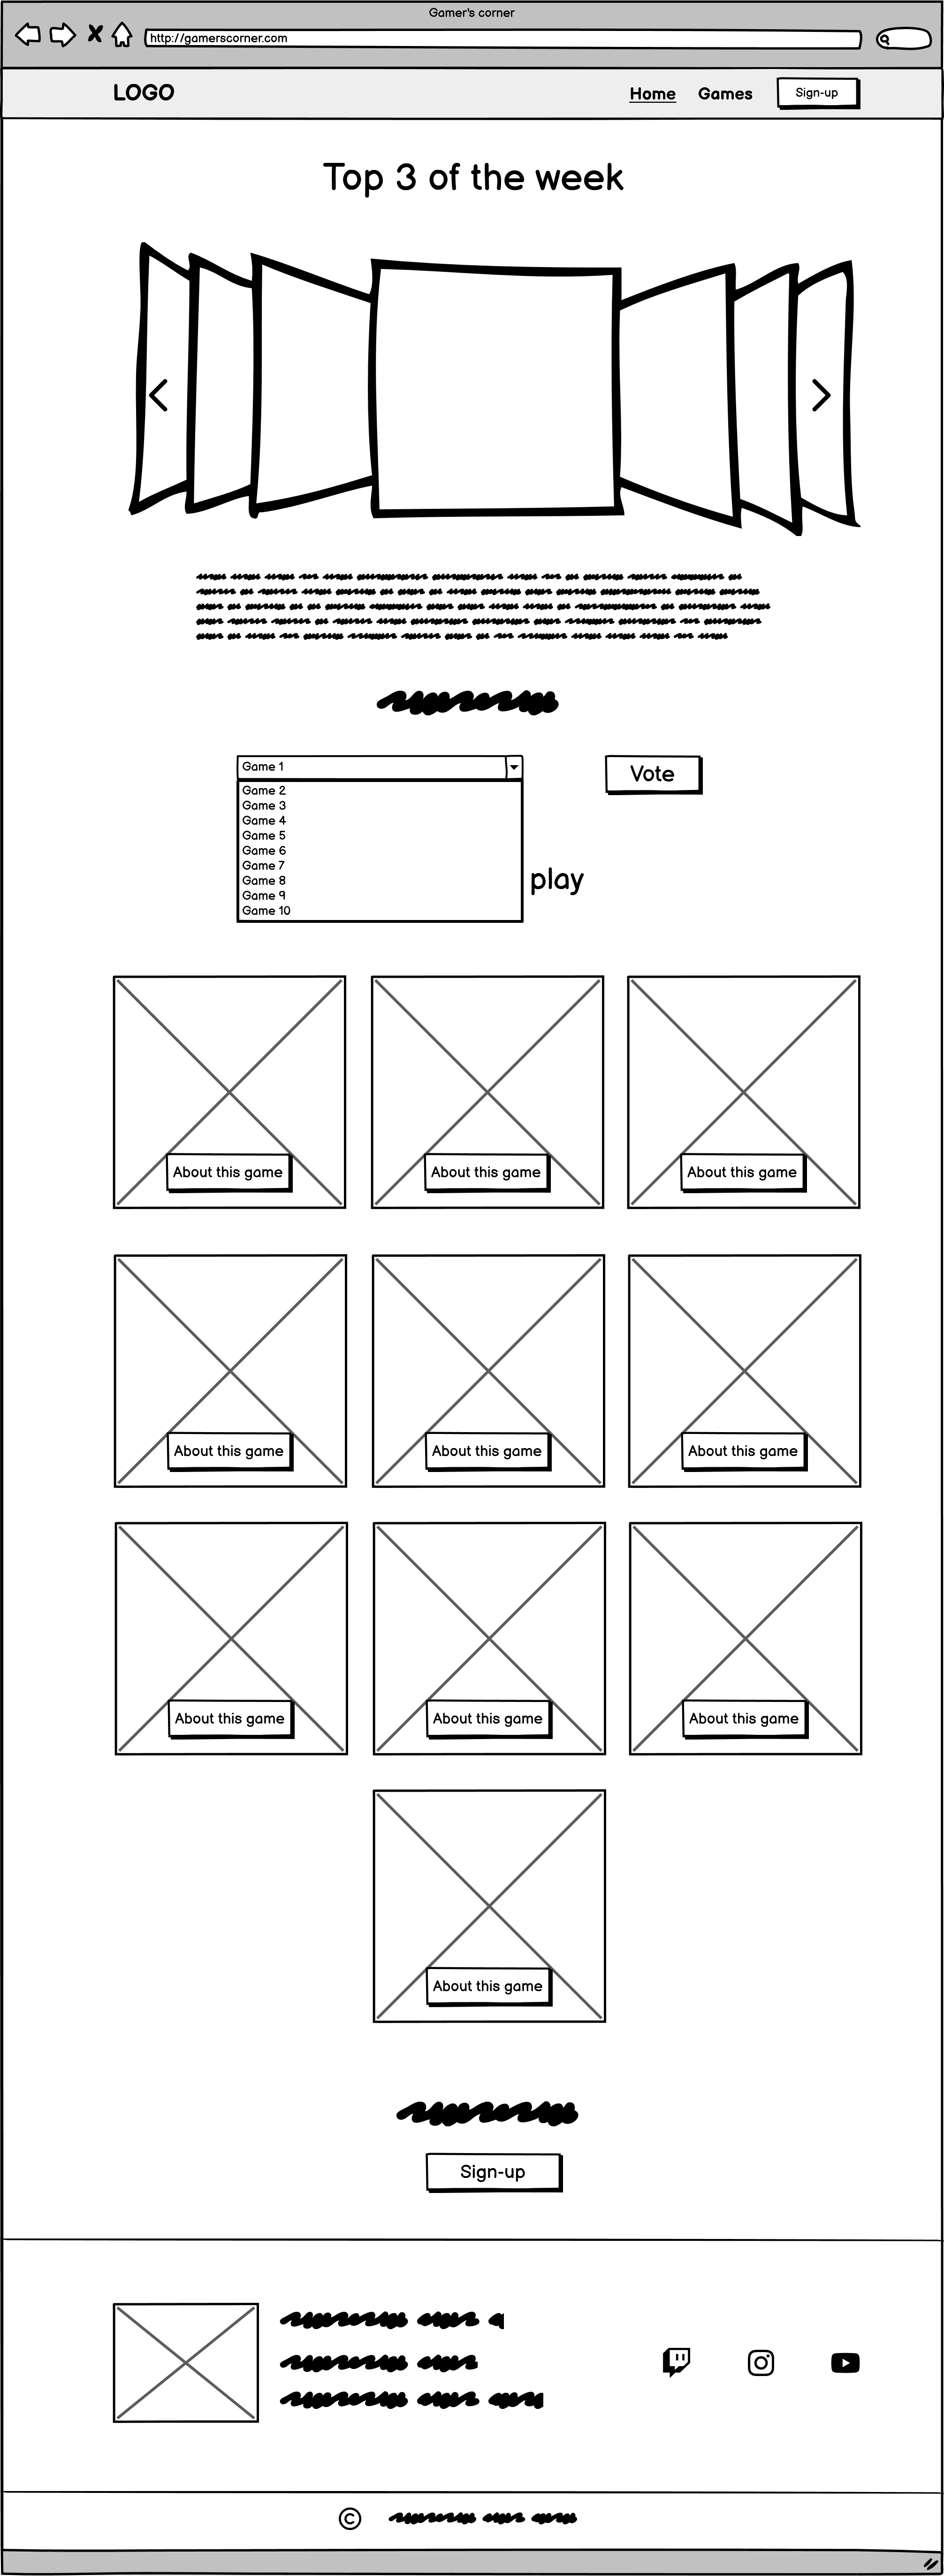 Gamer's corner
http://gamerscorner.com
LOGO
Home Games Sign-up
Top 3 of the week
Game 1
Vote
Game 2
Game 3
Game 4
Game 5
Game 6
Game 7
Game 8
Game 9
Game 10
play
About this game About this game About this game
About this game About this game About this game
About this game About this game About this game
About this game
Sign-up
©